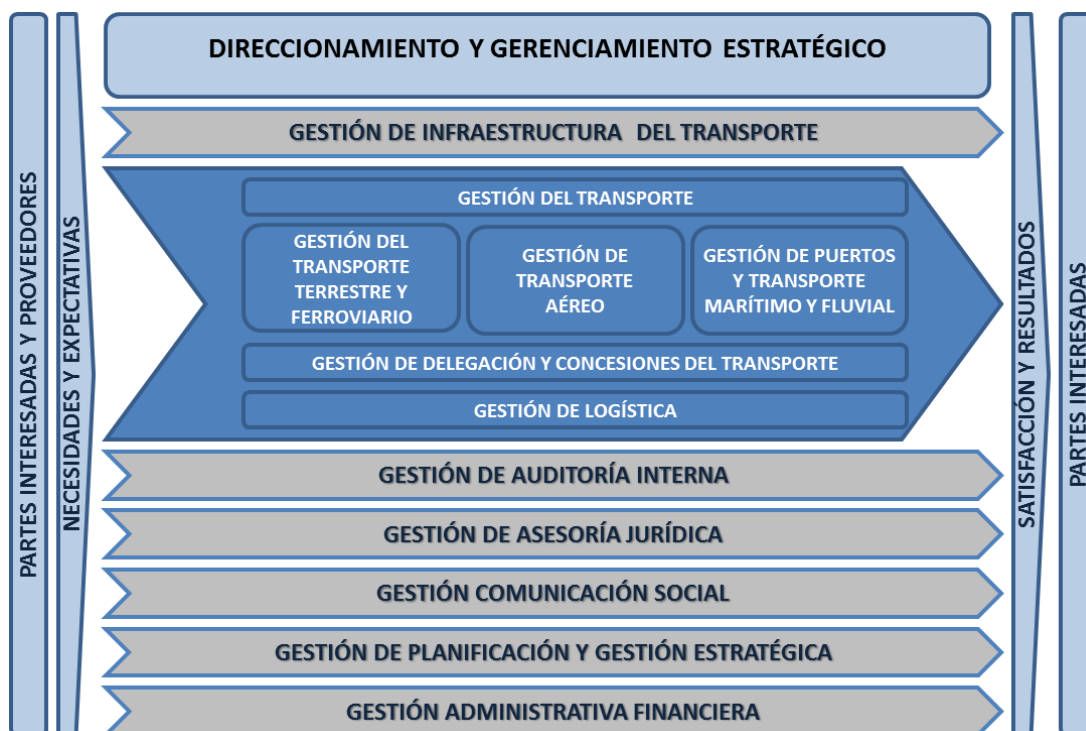 DIRECCIONAMIENTO Y GERENCIAMIENTO ESTRATÉGICO
PARTES INTERESADAS Y PROVEEDORES
NECESIDADES Y EXPECTATIVAS
GESTIÓN DE INFRAESTRUCTURA DEL TRANSPORTE
GESTIÓN DEL TRANSPORTE
GESTIÓN DEL
TRANSPORTE
TERRESTRE Y
FERROVIARIO
GESTIÓN DE
TRANSPORTE
AÉREO
GESTIÓN DE PUERTOS
Y TRANSPORTE
MARÍTIMO Y FLUVIAL
GESTIÓN DE DELEGACIÓN Y CONCESIONES DEL TRANSPORTE
GESTIÓN DE LOGÍSTICA
GESTIÓN DE AUDITORÍA INTERNA
GESTIÓN DE ASESORÍA JURÍDICA
GESTIÓN COMUNICACIÓN SOCIAL
GESTIÓN DE PLANIFICACIÓN Y GESTIÓN ESTRATÉGICA
GESTIÓN ADMINISTRATIVA FINANCIERA
SATISFACCIÓN Y RESULTADOS
PARTES INTERESADAS